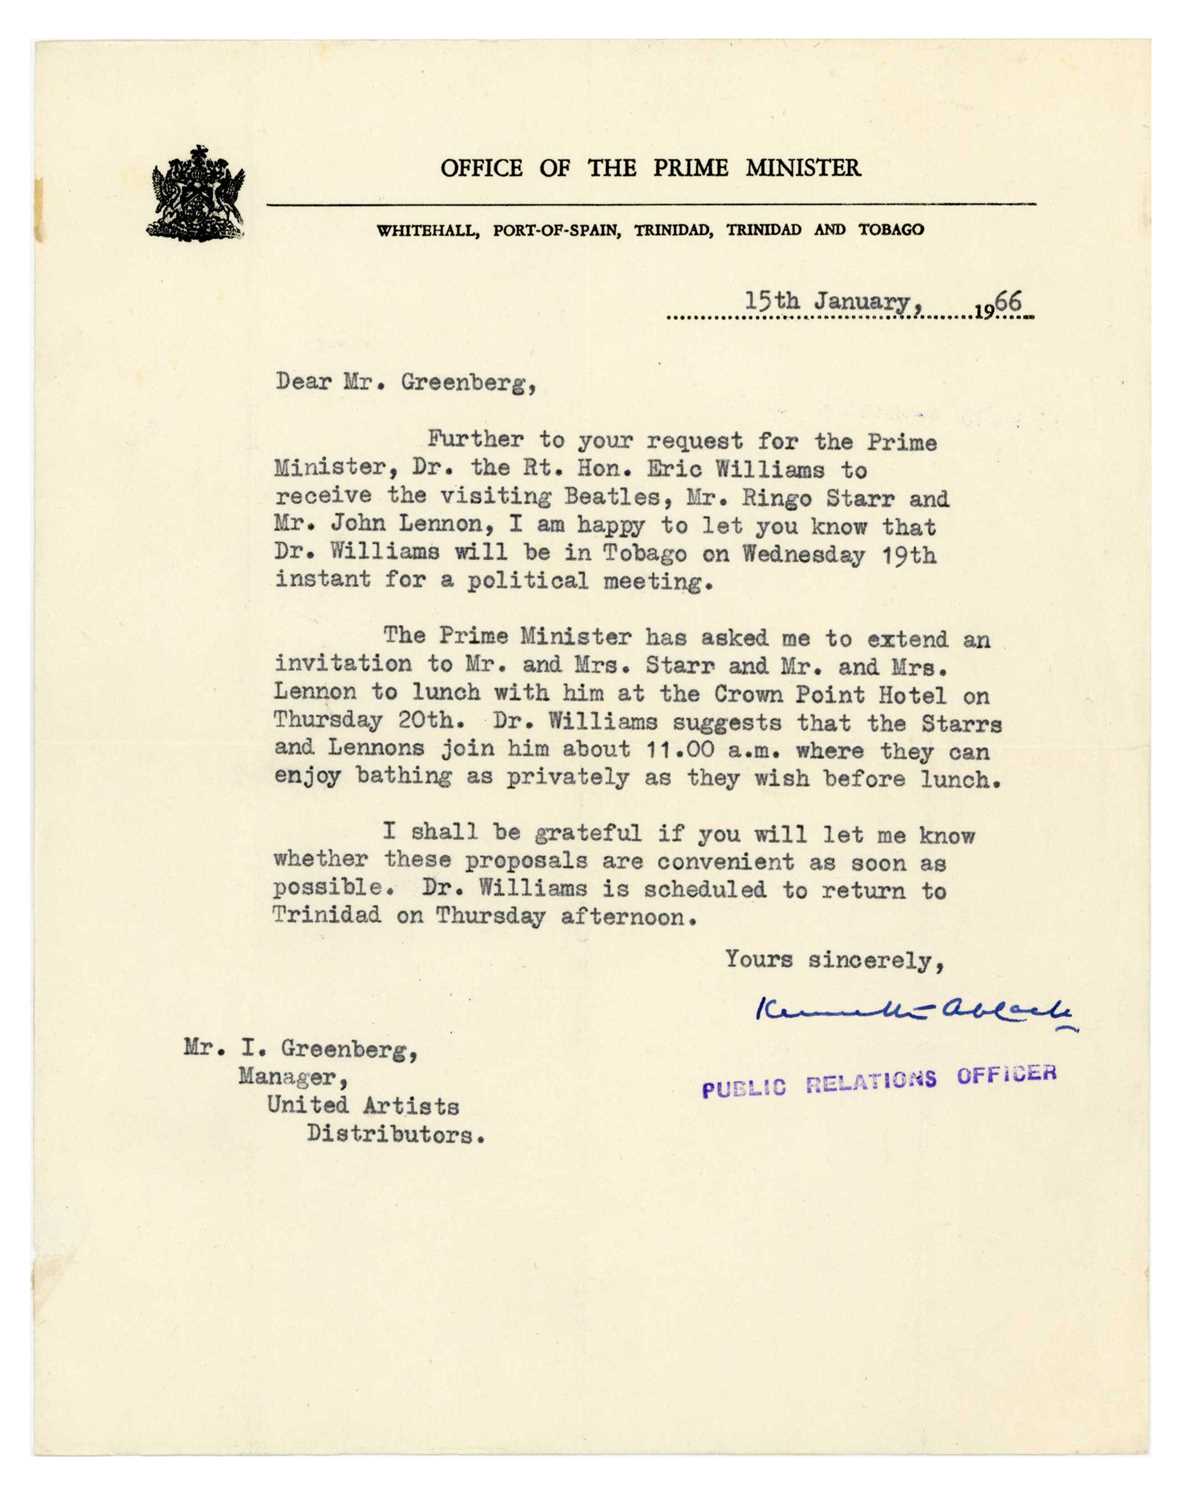 OFFICE OF THE PRIME MINISTER
WHITEHALL, PORT-OF-SPAIN, TRINIDAD, TRINIDAD AND TOBAGO
15th January, 1966
Dear Mr. Greenberg,
Further to your request for the Prime
Minister, Dr. the Rt. Hon. Eric Williams to
receive the visiting Beatles, Mr. Ringo Starr and
Mr. John Lennon, I am happy to let you know that
Dr. Williams will be in Tobago on Wednesday 19th
instant for a political meeting.
The Prime Minister has asked me to extend an
invitation to Mr. and Mrs. Starr and Mr. and Mrs.
Lennon to lunch with him at the Crown Point Hotel on
Thursday 20th. Dr. Williams suggests that the Starrs
and Lennons join him about 11.00 a.m. where they can
enjoy bathing as privately as they wish before lunch.
I shall be grateful if you will let me know
whether these proposals are convenient as soon as
possible. Dr. Williams is scheduled to return to
Trinidad on Thursday afternoon.
Yours sincerely,
Kenneth Ablack
PUBLIC RELATIONS OFFICER
Mr. I. Greenberg,
Manager,
United Artists
Distributors.